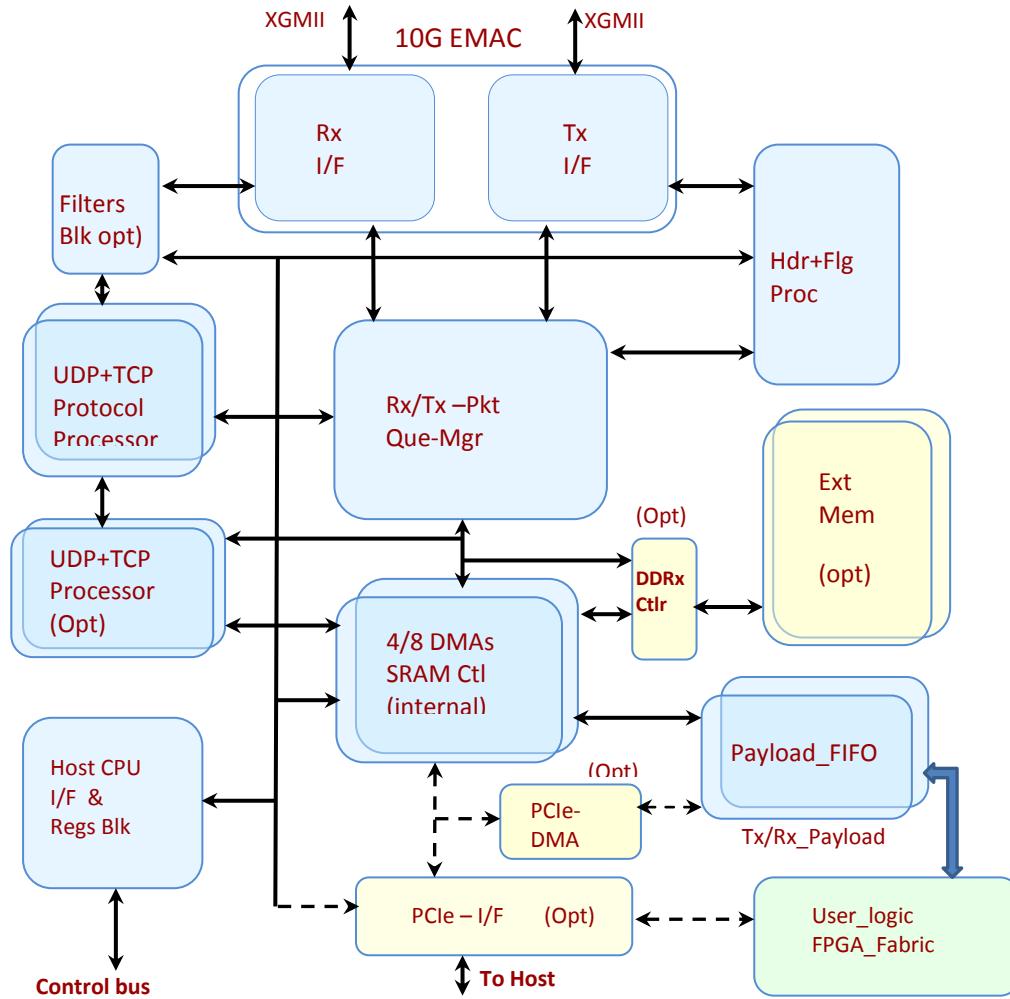 XGMII
XGMII
10G EMAC
Rx
I/F
Tx
I/F
Filters
Blk opt)
Hdr+Flg
Proc
UDP+TCP
Protocol
Processor
Rx/Tx –Pkt
Que-Mgr
Ext
Mem
(opt)
(Opt)
DDRx
Ctlr
UDP+TCP
Processor
(Opt)
4/8 DMAs
SRAM Ctl
(internal)
Payload_FIFO
Host CPU
I/F & 
Regs Blk
(Opt)
PCIe-
DMA
Tx/Rx_Payload
PCIe – I/F (Opt)
User_logic
FPGA_Fabric
Control bus
To Host